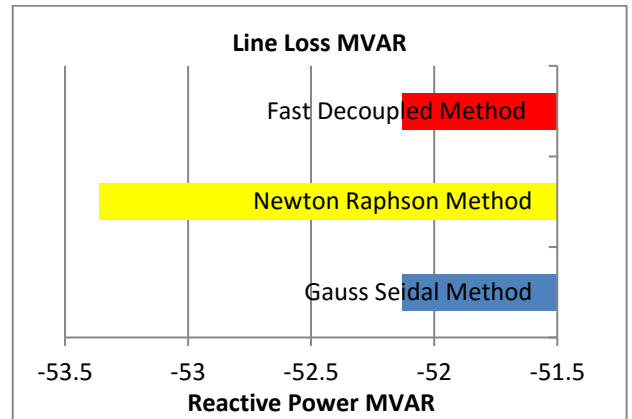 Line Loss MVAR
Fast Decoupled Method
Newton Raphson Method
Gauss Seidal Method
-53.5 -53 -52.5 -52 -51.5
Reactive Power MVAR